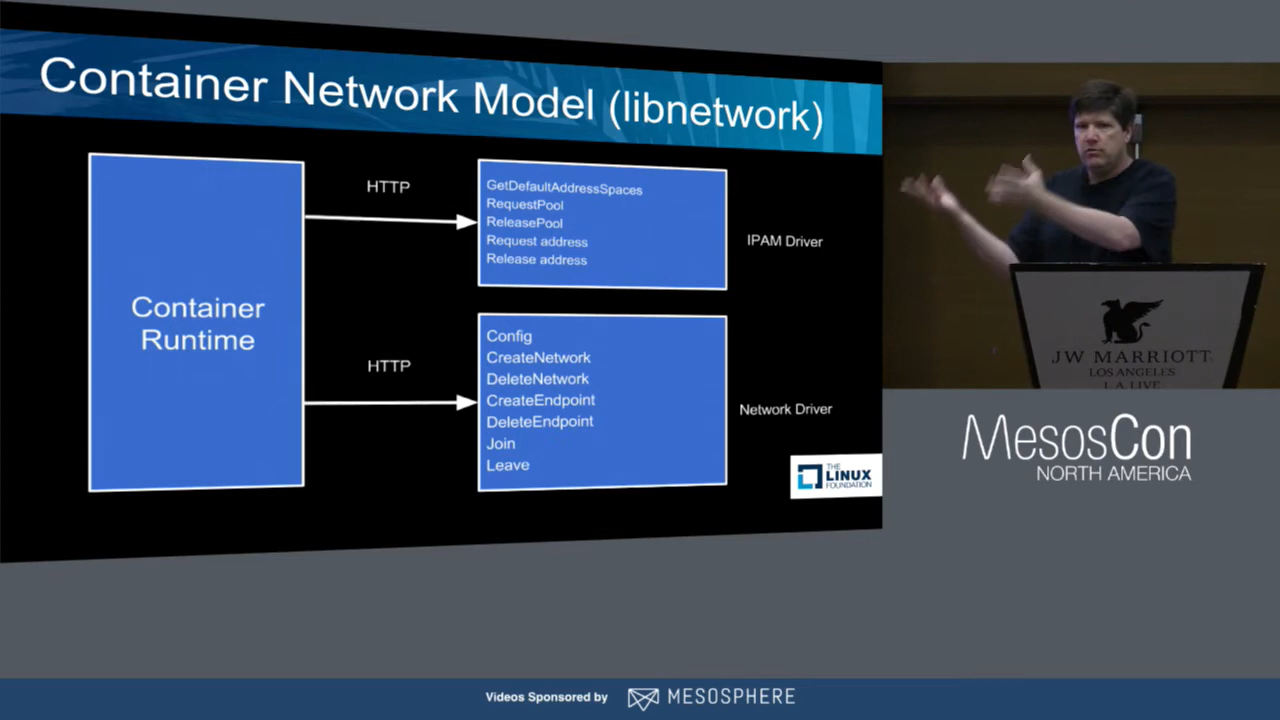 Container Network Model (libnetwork)
Container
Runtime
HTTP
GetDefaultAddressSpaces
RequestPool
ReleasePool
Request address
Release address
IPAM Driver
HTTP
Config
CreateNetwork
DeleteNetwork
CreateEndpoint
DeleteEndpoint
Join
Leave
Network Driver
THE
LINUX
FOUNDATION
JW MARRIOTT
LOS ANGELES
L.A. LIVE
MesosCon
NORTH AMERICA
Videos Sponsored by
MESOSPHERE